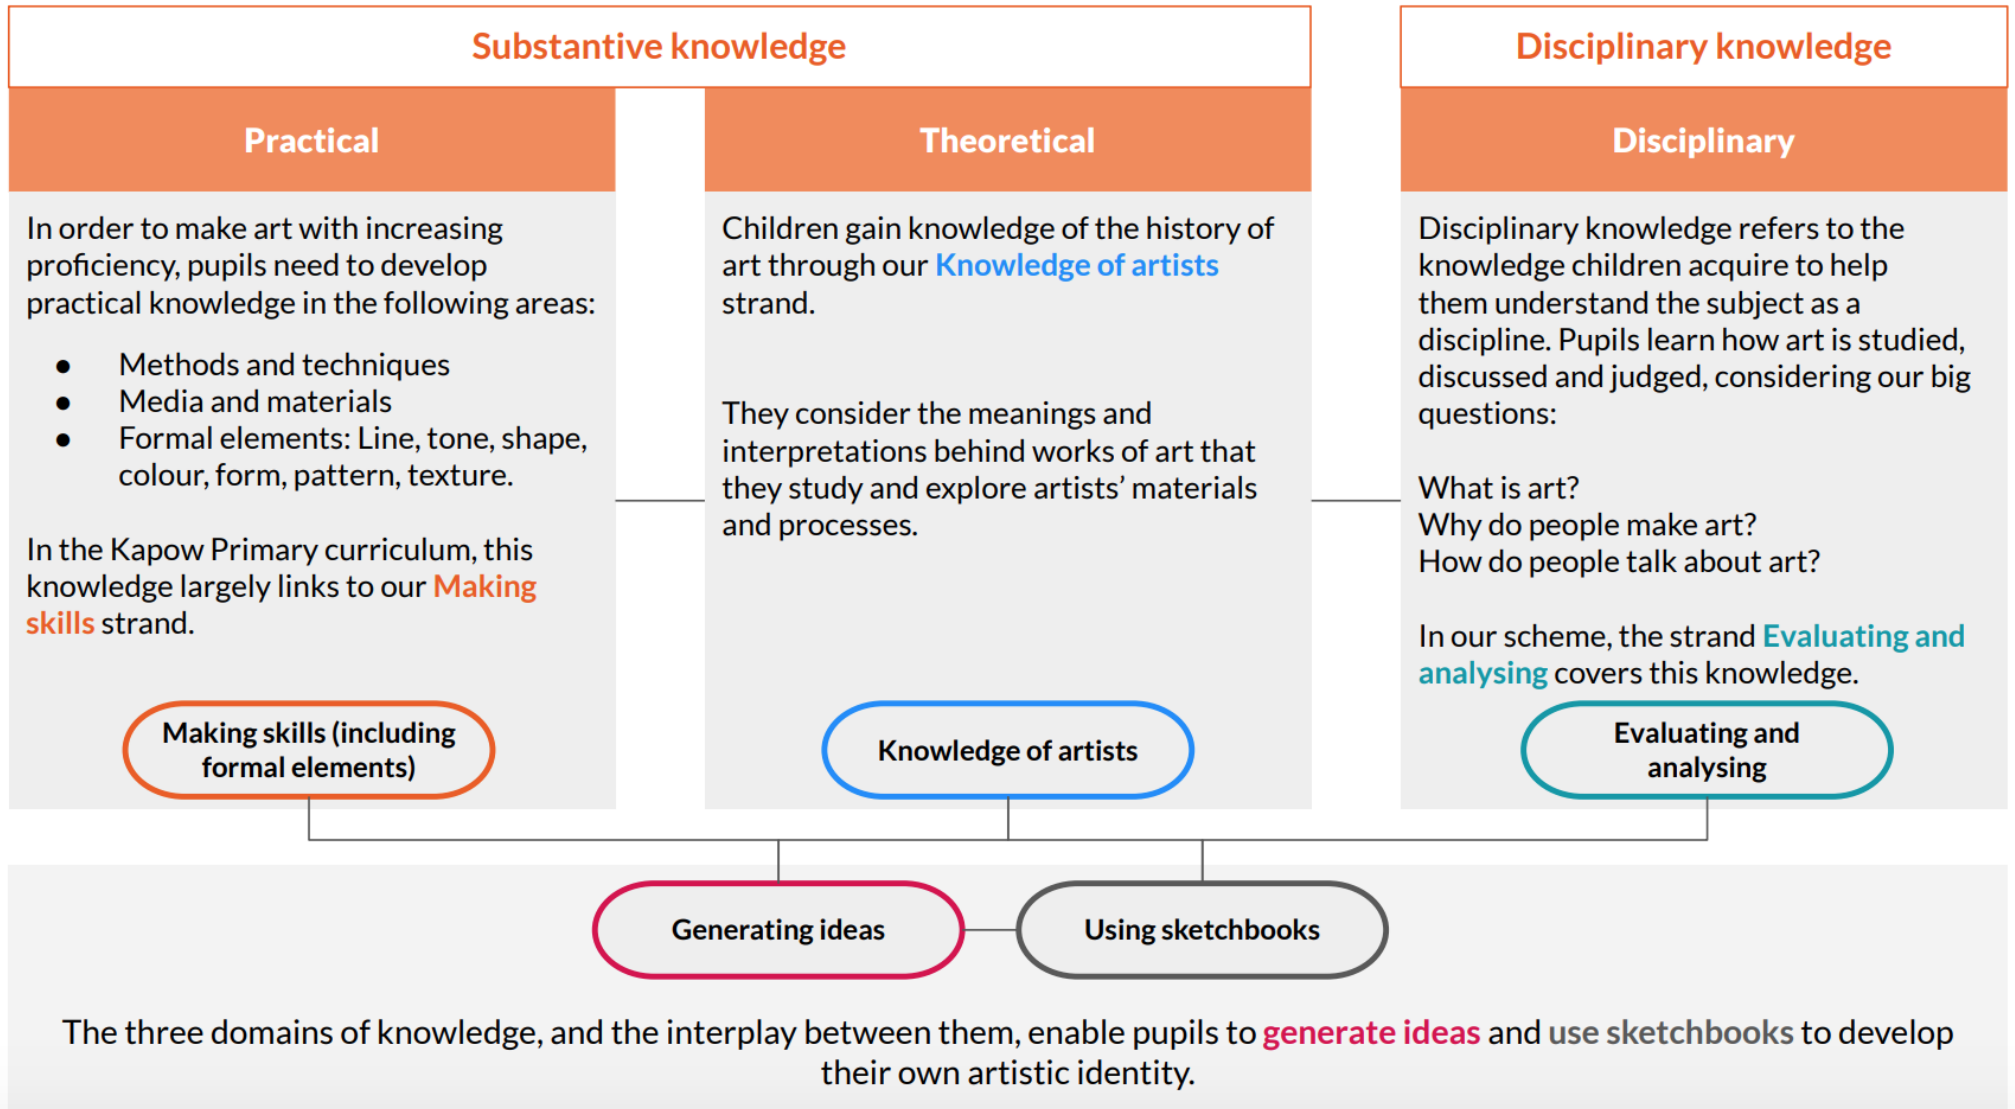 Substantive knowledge
Disciplinary knowledge
Practical
In order to make art with increasing
proficiency, pupils need to develop
practical knowledge in the following areas:
● Methods and techniques
● Media and materials
● Formal elements: Line, tone, shape,
colour, form, pattern, texture.
In the Kapow Primary curriculum, this
knowledge largely links to our Making
skills strand.
Making skills (including
formal elements)
Theoretical
Children gain knowledge of the history of
art through our Knowledge of artists
strand.
They consider the meanings and
interpretations behind works of art that
they study and explore artists’ materials
and processes.
Knowledge of artists
Disciplinary
Disciplinary knowledge refers to the
knowledge children acquire to help
them understand the subject as a
discipline. Pupils learn how art is studied,
discussed and judged, considering our big
questions:
What is art?
Why do people make art?
How do people talk about art?
In our scheme, the strand Evaluating and
analysing covers this knowledge.
Evaluating and
analysing
Generating ideas
Using sketchbooks
The three domains of knowledge, and the interplay between them, enable pupils to generate ideas and use sketchbooks to develop
their own artistic identity.